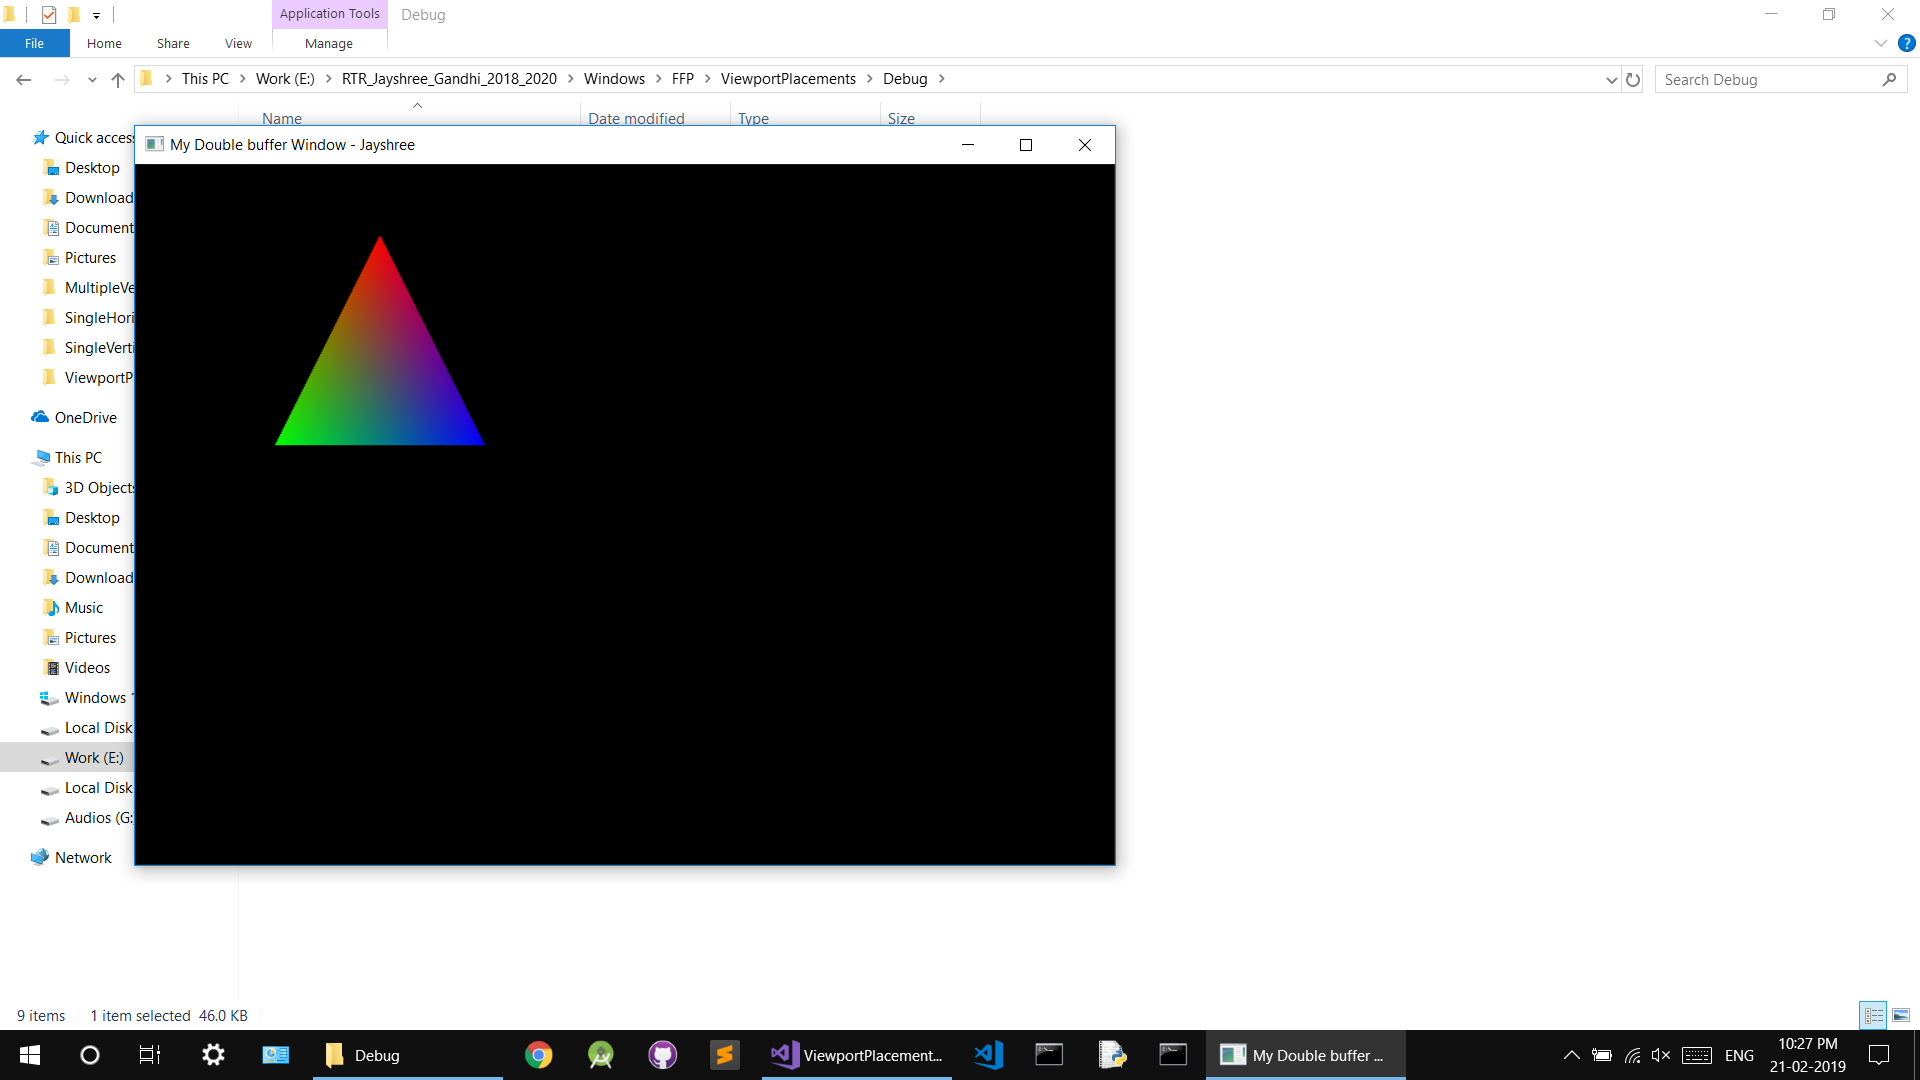 Application Tools Debug
File Home Share View Manage
This PC Work (E:) RTR_Jayshree_Gandhi_2018_2020 Windows FFP ViewportPlacements Debug Search Debug
Name Date modified Type Size
Quick access
Desktop
Download
Document
Pictures
MultipleVe
SingleHori
SingleVerti
ViewportP
OneDrive
This PC
3D Objects
Desktop
Document
Download
Music
Pictures
Videos
Windows
Local Disk
Work (E:)
Local Disk
Audios (G:
Network
My Double buffer Window - Jayshree
9 items 1 item selected 46.0 KB
Debug ViewportPlacement... My Double buffer ... ENG 10:27 PM
21-02-2019